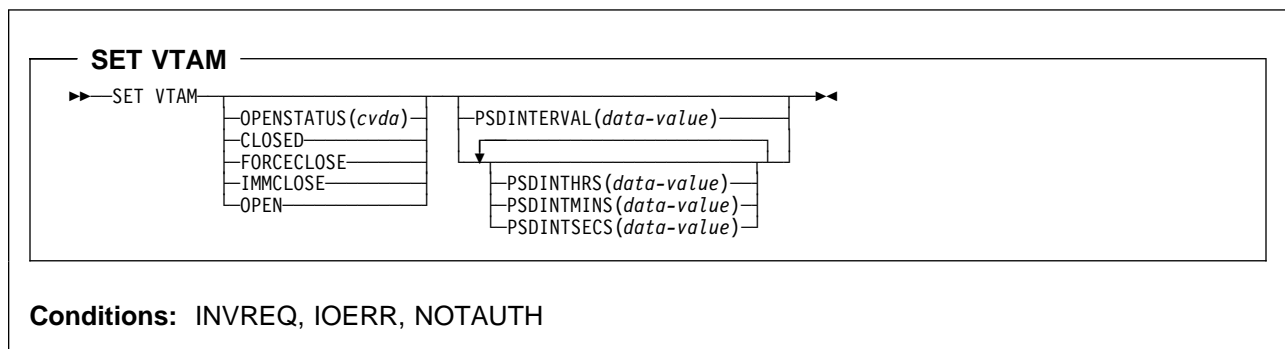 SET VTAM
SET VTAM
OPENSTATUS(cvda)
CLOSED
FORCECLOSE
IMMCLOSE
OPEN
PSDINTERVAL(data-value)
PSDINTHRS(data-value)
PSDINTMINS(data-value)
PSDINTSECS(data-value)
Conditions: INVREQ, IOERR, NOTAUTH